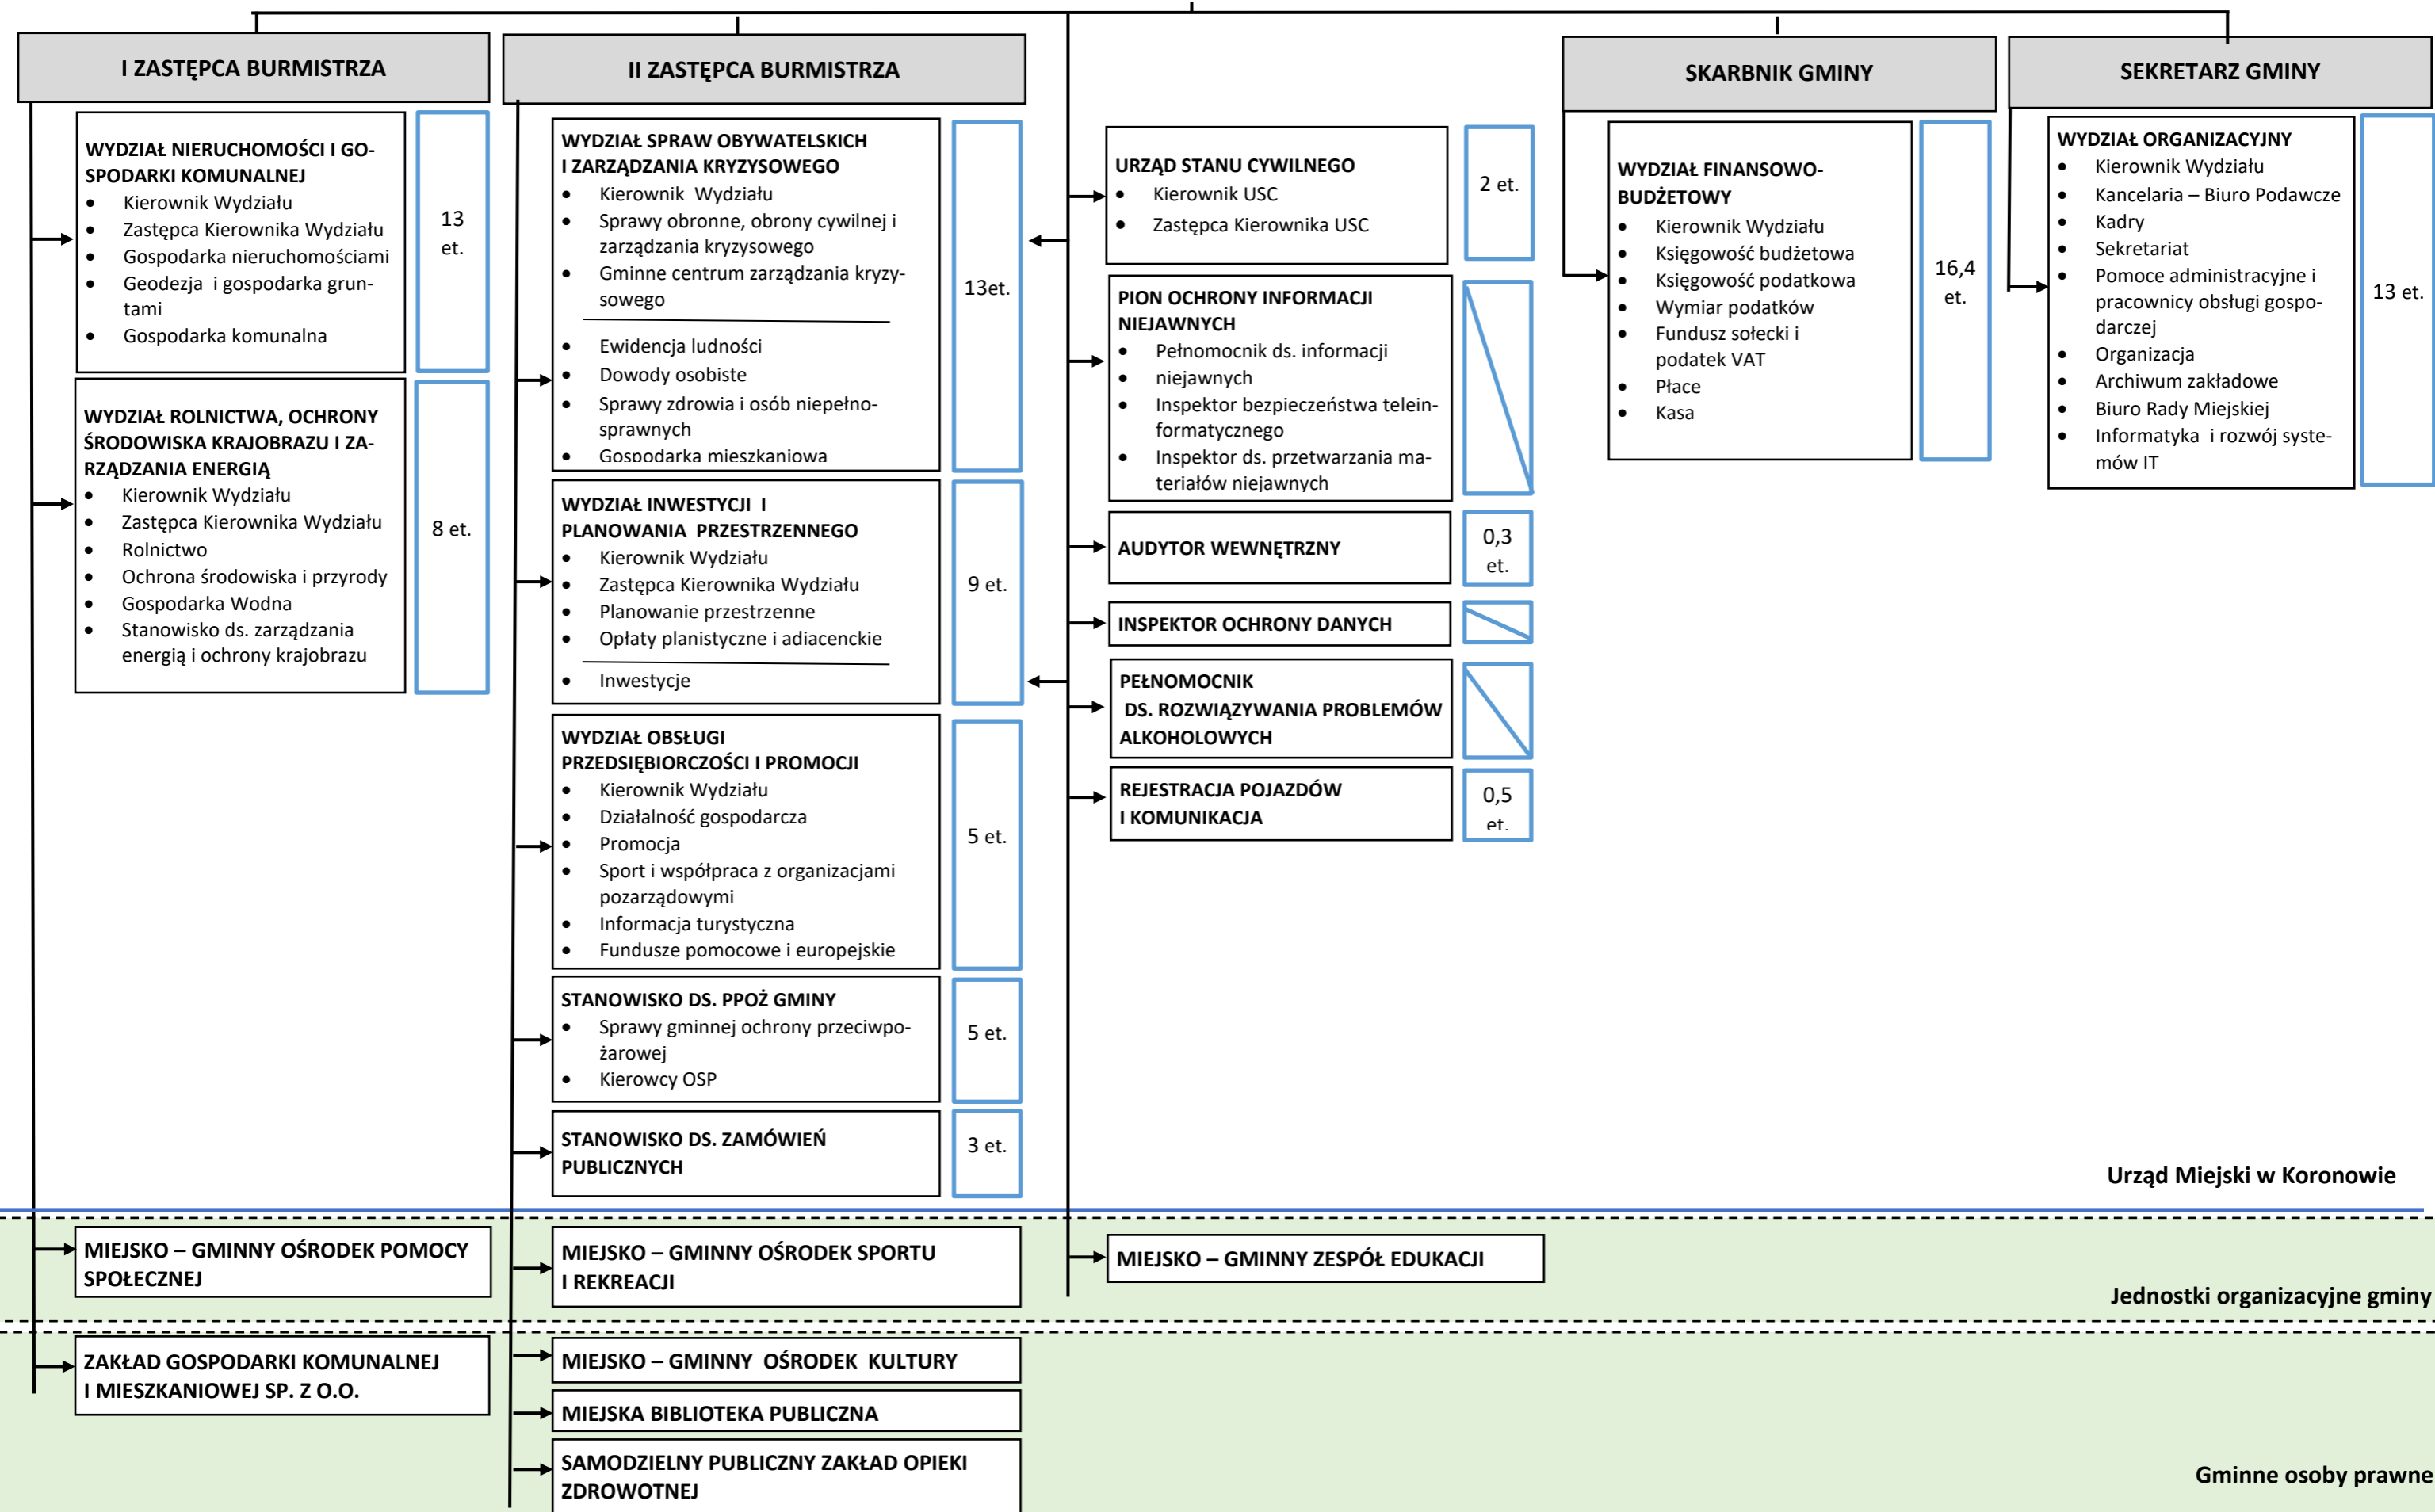 I ZASTĘPCA BURMISTRZA
II ZASTĘPCA BURMISTRZA
SKARBNIK GMINY
SEKRETARZ GMINY
WYDZIAŁ NIERUCHOMOŚCI I GO-
SPODARKI KOMUNALNEJ
• Kierownik Wydziału
• Zastępca Kierownika Wydziału
• Gospodarka nieruchomościami
• Geodezja i gospodarka grun-
tami
• Gospodarka komunalna
13
et.
WYDZIAŁ ROLNICTWA, OCHRONY
ŚRODOWISKA KRAJOBRAZU I ZA-
RZĄDZANIA ENERGIĄ
• Kierownik Wydziału
• Zastępca Kierownika Wydziału
• Rolnictwo
• Ochrona środowiska i przyrody
• Gospodarka Wodna
• Stanowisko ds. zarządzania
energią i ochrony krajobrazu
8 et.
WYDZIAŁ SPRAW OBYWATELSKICH
I ZARZĄDZANIA KRYZYSOWEGO
• Kierownik Wydziału
• Sprawy obronne, obrony cywilnej i
zarządzania kryzysowego
• Gminne centrum zarządzania kryzy-
sowego
• Ewidencja ludności
• Dowody osobiste
• Sprawy zdrowia i osób niepełno-
sprawnych
• Gospodarka mieszkaniowa
13et.
WYDZIAŁ INWESTYCJI I
PLANOWANIA PRZESTRZENNEGO
• Kierownik Wydziału
• Zastępca Kierownika Wydziału
• Planowanie przestrzenne
• Opłaty planistyczne i adiacenckie
• Inwestycje
9 et.
WYDZIAŁ OBSŁUGI
PRZEDSIĘBIORCZOŚCI I PROMOCJI
• Kierownik Wydziału
• Działalność gospodarcza
• Promocja
• Sport i współpraca z organizacjami
pozarządowymi
• Informacja turystyczna
• Fundusze pomocowe i europejskie
5 et.
STANOWISKO DS. PPOŻ GMINY
• Sprawy gminnej ochrony przeciwpo-
żarowej
• Kierowcy OSP
5 et.
STANOWISKO DS. ZAMÓWIEŃ
PUBLICZNYCH
3 et.
URZĄD STANU CYWILNEGO
• Kierownik USC
• Zastępca Kierownika USC
2 et.
PION OCHRONY INFORMACJI
NIEJAWNYCH
• Pełnomocnik ds. informacji
• niejawnych
• Inspektor bezpieczeństwa telein-
formatycznego
• Inspektor ds. przetwarzania ma-
teriałów niejawnych
AUDYTOR WEWNĘTRZNY
0,3
et.
INSPEKTOR OCHRONY DANYCH
PEŁNOMOCNIK
DS. ROZWIĄZYWANIA PROBLEMÓW
ALKOHOLOWYCH
REJESTRACJA POJAZDÓW
I KOMUNIKACJA
0,5
et.
WYDZIAŁ FINANSOWO-
BUDŻETOWY
• Kierownik Wydziału
• Księgowość budżetowa
• Księgowość podatkowa
• Wymiar podatków
• Fundusz sołecki i
podatek VAT
• Płace
• Kasa
16,4
et.
WYDZIAŁ ORGANIZACYJNY
• Kierownik Wydziału
• Kancelaria – Biuro Podawcze
• Kadry
• Sekretariat
• Pomoce administracyjne i
pracownicy obsługi gospo-
darczej
• Organizacja
• Archiwum zakładowe
• Biuro Rady Miejskiej
• Informatyka i rozwój syste-
mów IT
13 et.
Urząd Miejski w Koronowie
MIEJSKO – GMINNY OŚRODEK POMOCY
SPOŁECZNEJ
MIEJSKO – GMINNY OŚRODEK SPORTU
I REKREACJI
MIEJSKO – GMINNY ZESPÓŁ EDUKACJI
Jednostki organizacyjne gminy
ZAKŁAD GOSPODARKI KOMUNALNEJ
I MIESZKANIOWEJ SP. Z O.O.
MIEJSKO – GMINNY OŚRODEK KULTURY
MIEJSKA BIBLIOTEKA PUBLICZNA
SAMODZIELNY PUBLICZNY ZAKŁAD OPIEKI
ZDROWOTNEJ
Gminne osoby prawne